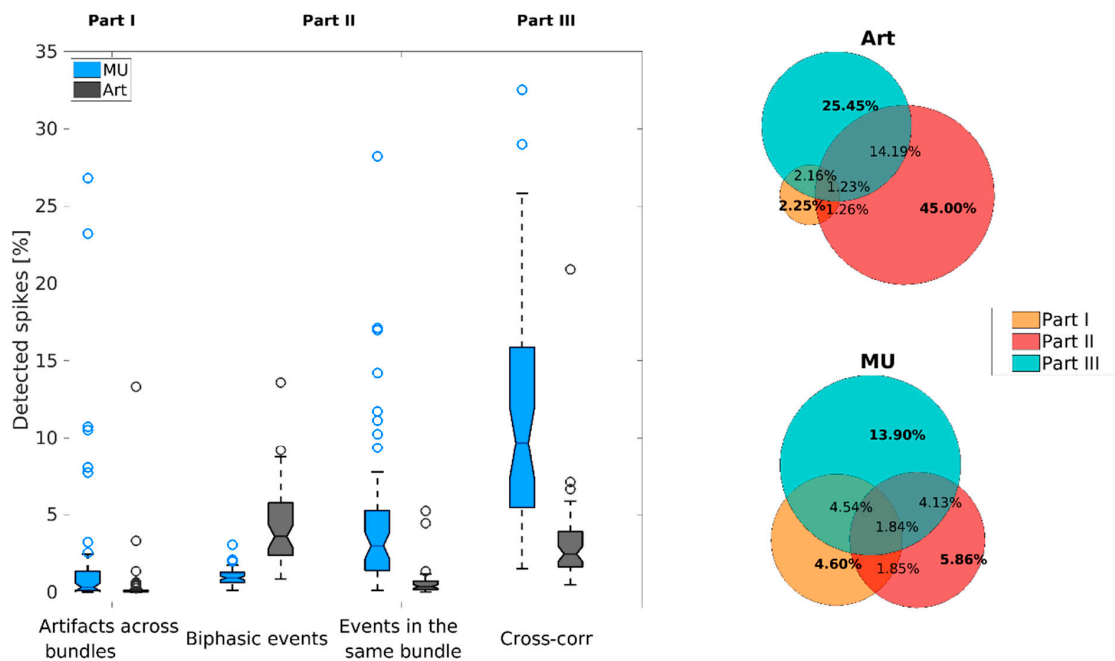 Part I
Part II
Part III
35
30
25
20
15
10
5
0
Detected spikes [%]
MU
Art
Artifacts across
bundles
Biphasic events
Events in the
same bundle
Cross-corr
Art
25.45%
14.19%
2.16%
1.23%
2.25%
1.26%
45.00%
Part I
Part II
Part III
MU
13.90%
4.54%
4.13%
1.84%
4.60%
1.85%
5.86%